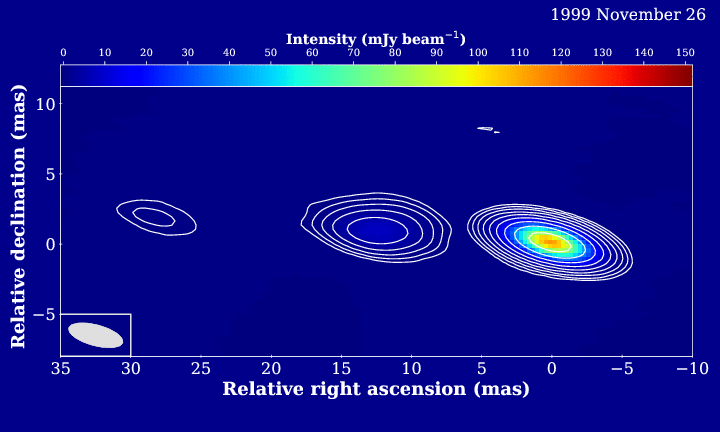 1999 November 26
Intensity (mJy beam⁻¹)
0 10 20 30 40 50 60 70 80 90 100 110 120 130 140 150
Relative declination (mas)
10
5
0
−5
35 30 25 20 15 10 5 0 −5 −10
Relative right ascension (mas)